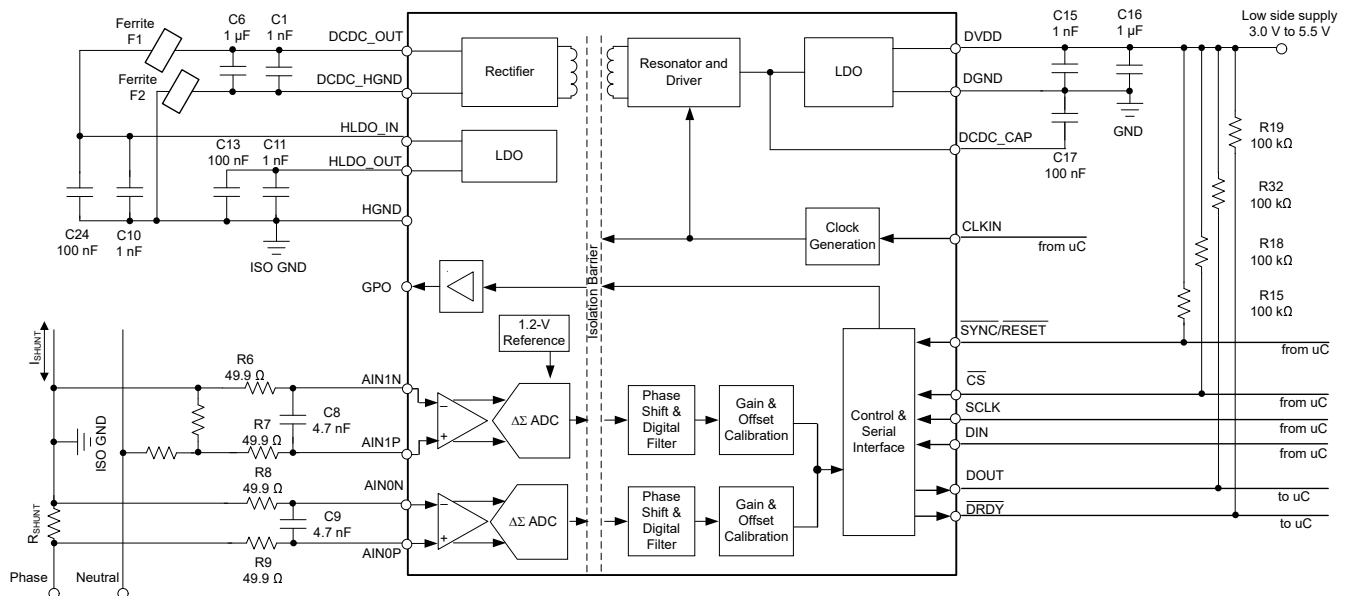 Ferrite
F1
C6
1 µF
C1
1 nF
DCDC_OUT
Ferrite
F2
DCDC_HGND
HLDO_IN
C13
100 nF
C11
1 nF
HLDO_OUT
HGND
C24
100 nF
C10
1 nF
ISO GND
GPO
Rectifier
LDO
Resonator and
Driver
LDO
Isolation Barrier
Clock
Generation
1.2-V
Reference
DVDD
DGND
DCDC_CAP
CLKIN
from uC
C15
1 nF
C16
1 µF
Low side supply
3.0 V to 5.5 V
GND
C17
100 nF
R19
100 kΩ
R32
100 kΩ
R18
100 kΩ
R15
100 kΩ
SYNC/RESET
from uC
CS
from uC
SCLK
from uC
DIN
from uC
DOUT
to uC
DRDY
to uC
ISHUNT
R6
49.9 Ω
AIN1N
C8
4.7 nF
R7
49.9 Ω
AIN1P
ISO GND
R8
49.9 Ω
AIN0N
C9
4.7 nF
RSHUNT
R9
49.9 Ω
AIN0P
Phase
Neutral
−
+
ΔΣ ADC
Phase
Shift &
Digital
Filter
Gain &
Offset
Calibration
Control &
Serial
Interface
−
+
ΔΣ ADC
Phase
Shift &
Digital
Filter
Gain &
Offset
Calibration